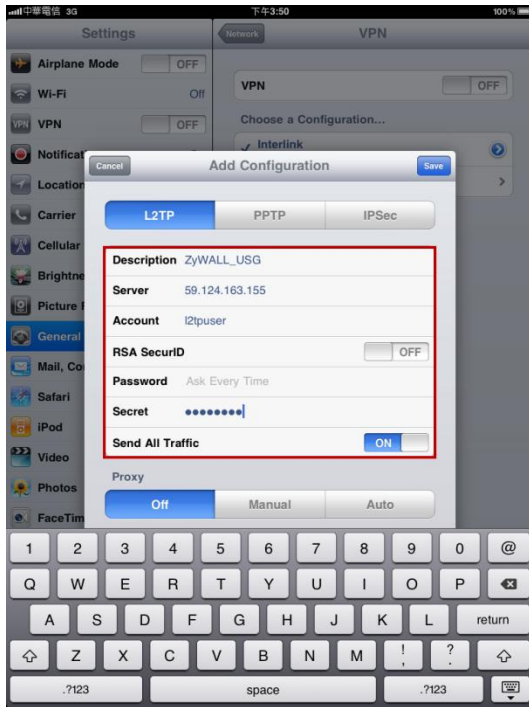 中華電信 3G 下午3:50 100%
Settings
Network VPN
Airplane Mode OFF
Wi-Fi Off
VPN OFF
VPN OFF
Choose a Configuration...
Interlink
Notificat
Location
Carrier
Cellular
Brightne
Picture F
General
Mail, Co
Safari
iPod
Video
Photos
FaceTim
Cancel Add Configuration Save
L2TP PPTP IPSec
Description ZyWALL_USG
Server 59.124.163.155
Account l2tpuser
RSA SecurID OFF
Password Ask Every Time
Secret ●●●●●●●●
Send All Traffic ON
Proxy
Off Manual Auto
1 2 3 4 5 6 7 8 9 0 @
Q W E R T Y U I O P
A S D F G H J K L return
Z X C V B N M ! , ? .
.?123 space .?123